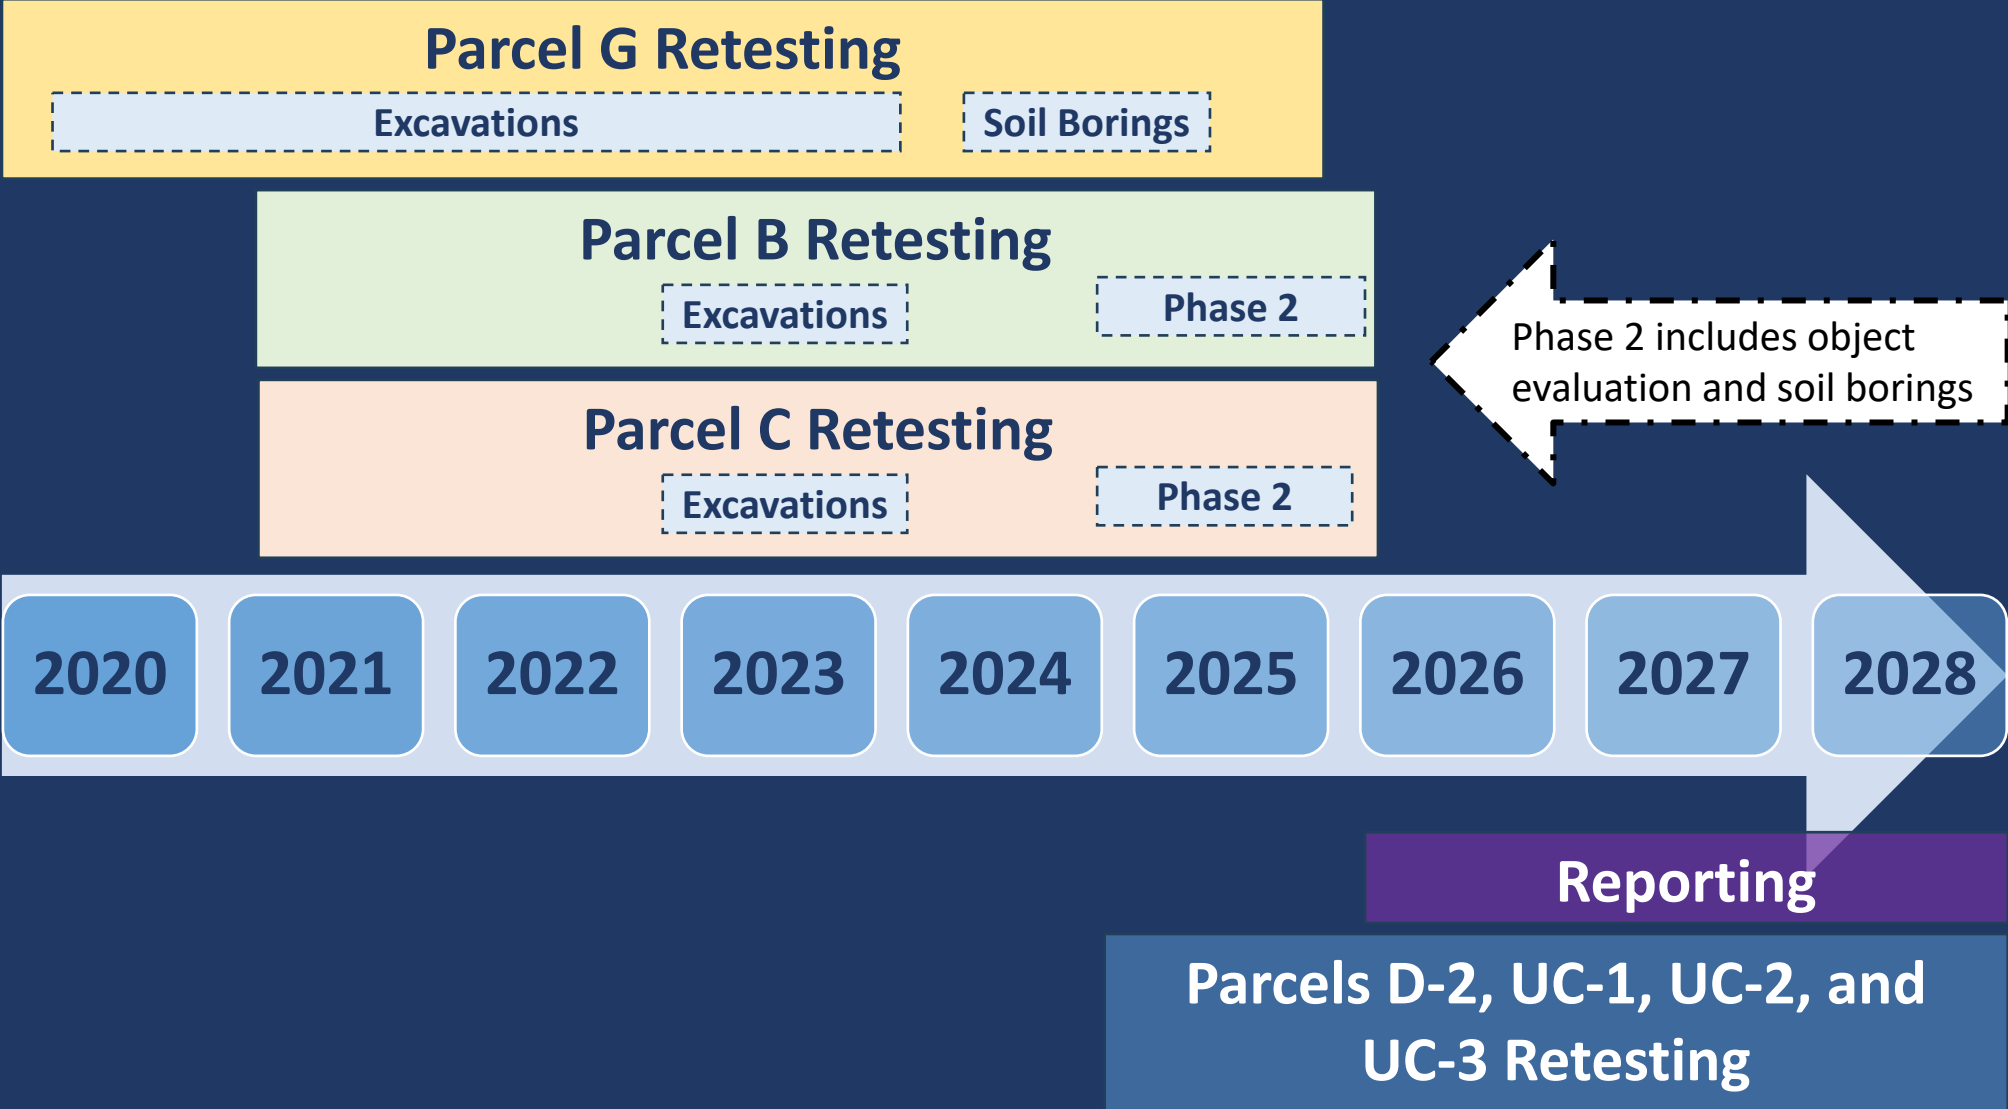 Parcel G Retesting
Excavations
Soil Borings
Parcel B Retesting
Excavations
Phase 2
Phase 2 includes object
evaluation and soil borings
Parcel C Retesting
Excavations
Phase 2
2020
2021
2022
2023
2024
2025
2026
2027
2028
Reporting
Parcels D-2, UC-1, UC-2, and
UC-3 Retesting